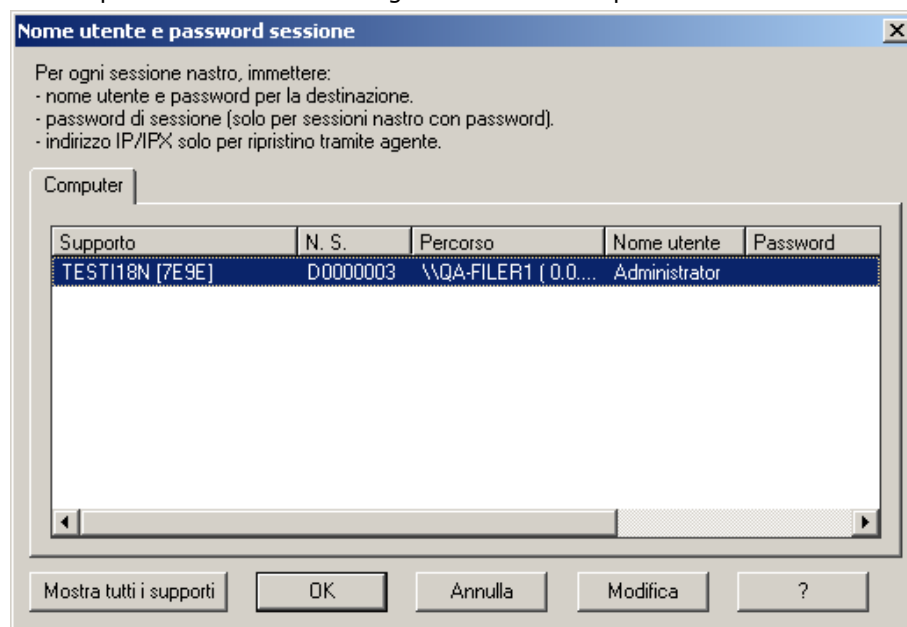 Nome utente e password sessione
Per ogni sessione nastro, immettere:
- nome utente e password per la destinazione.
- password di sessione (solo per sessioni nastro con password).
- indirizzo IP/IPX solo per ripristino tramite agente.
Computer
Supporto N. S. Percorso Nome utente Password
TESTI18N [7E9E] D0000003 \\QA-FILER1 ( 0.0.... Administrator
Mostra tutti i supporti OK Annulla Modifica ?